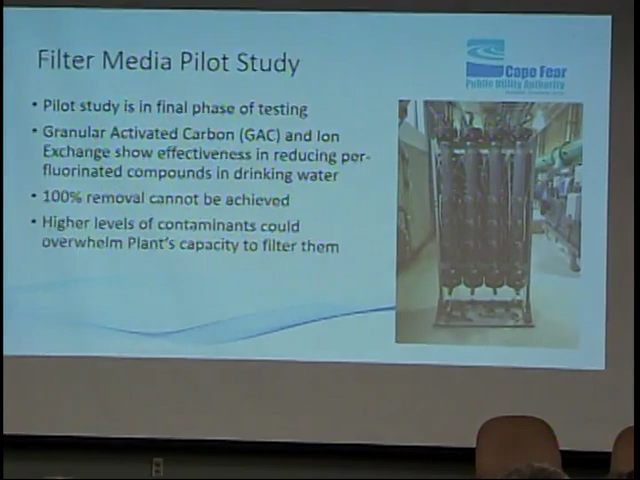 Filter Media Pilot Study
Cape Fear
Public Utility Authority
• Pilot study is in final phase of testing
• Granular Activated Carbon (GAC) and Ion
Exchange show effectiveness in reducing per-
fluorinated compounds in drinking water
• 100% removal cannot be achieved
• Higher levels of contaminants could
overwhelm Plant's capacity to filter them